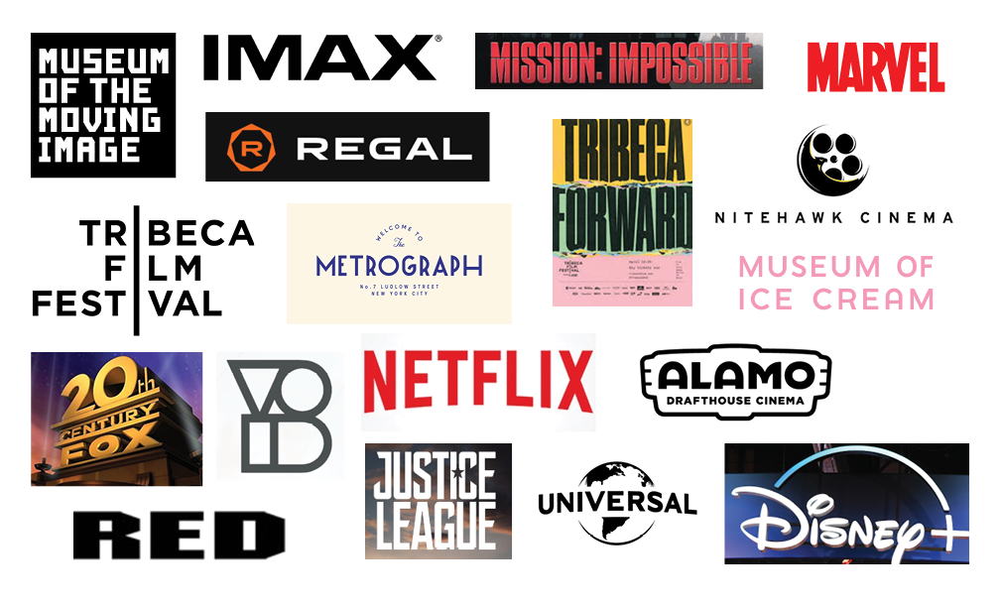 MUSEUM
OF THE
MOVING
IMAGE
IMAX®
MISSION: IMPOSSIBLE
MARVEL
R REGAL
TRIBECA
FORWARD
NITEHAWK CINEMA
TRIBECA
FILM
FESTIVAL
WELCOME TO
The
METROGRAPH
No.7 LUDLOW STREET
NEW YORK CITY
MUSEUM OF
ICE CREAM
20th
CENTURY
FOX
VOID
NETFLIX
ALAMO
DRAFTHOUSE CINEMA
JUSTICE
LEAGUE
UNIVERSAL
Disney+
RED